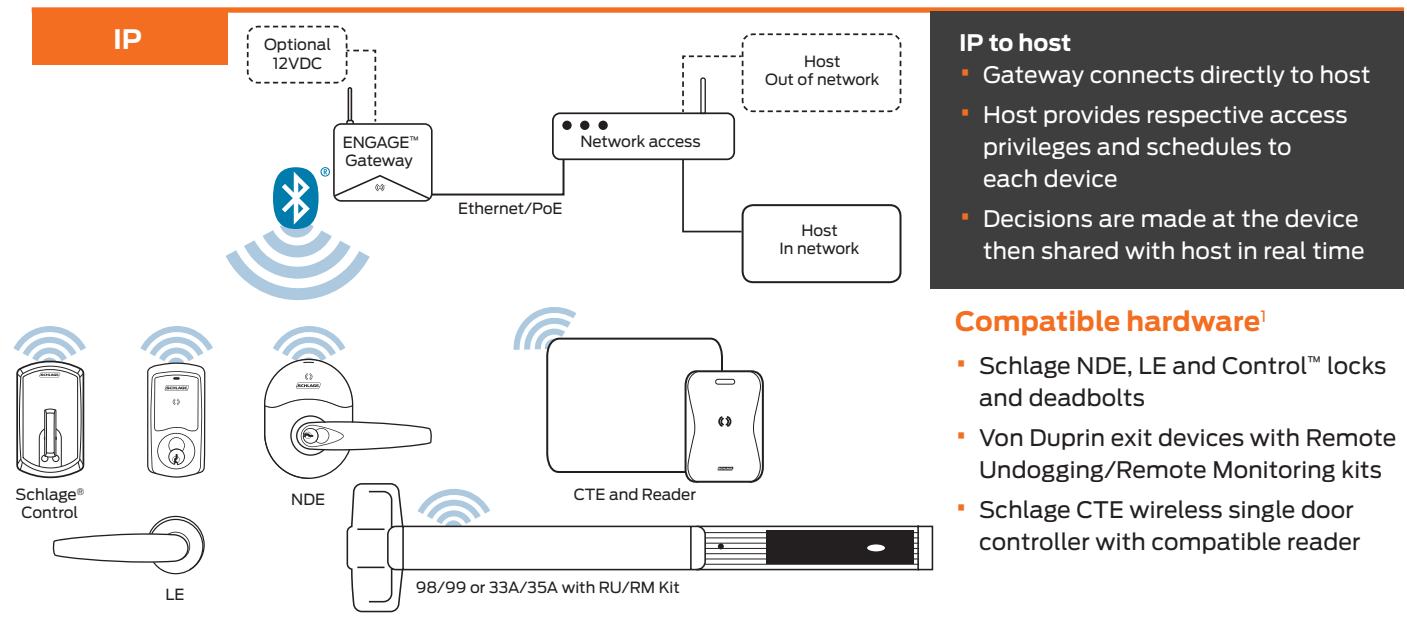 IP
Optional
12VDC
ENGAGE™
Gateway
®
Ethernet/PoE
Network access
Host
Out of network
Host
In network
IP to host
▪ Gateway connects directly to host
▪ Host provides respective access
privileges and schedules to
each device
▪ Decisions are made at the device
then shared with host in real time
SCHLAGE
Schlage®
Control
SCHLAGE
LE
SCHLAGE
NDE
CTE and Reader
98/99 or 33A/35A with RU/RM Kit
Compatible hardware¹
▪ Schlage NDE, LE and Control™ locks
and deadbolts
▪ Von Duprin exit devices with Remote
Undogging/Remote Monitoring kits
▪ Schlage CTE wireless single door
controller with compatible reader